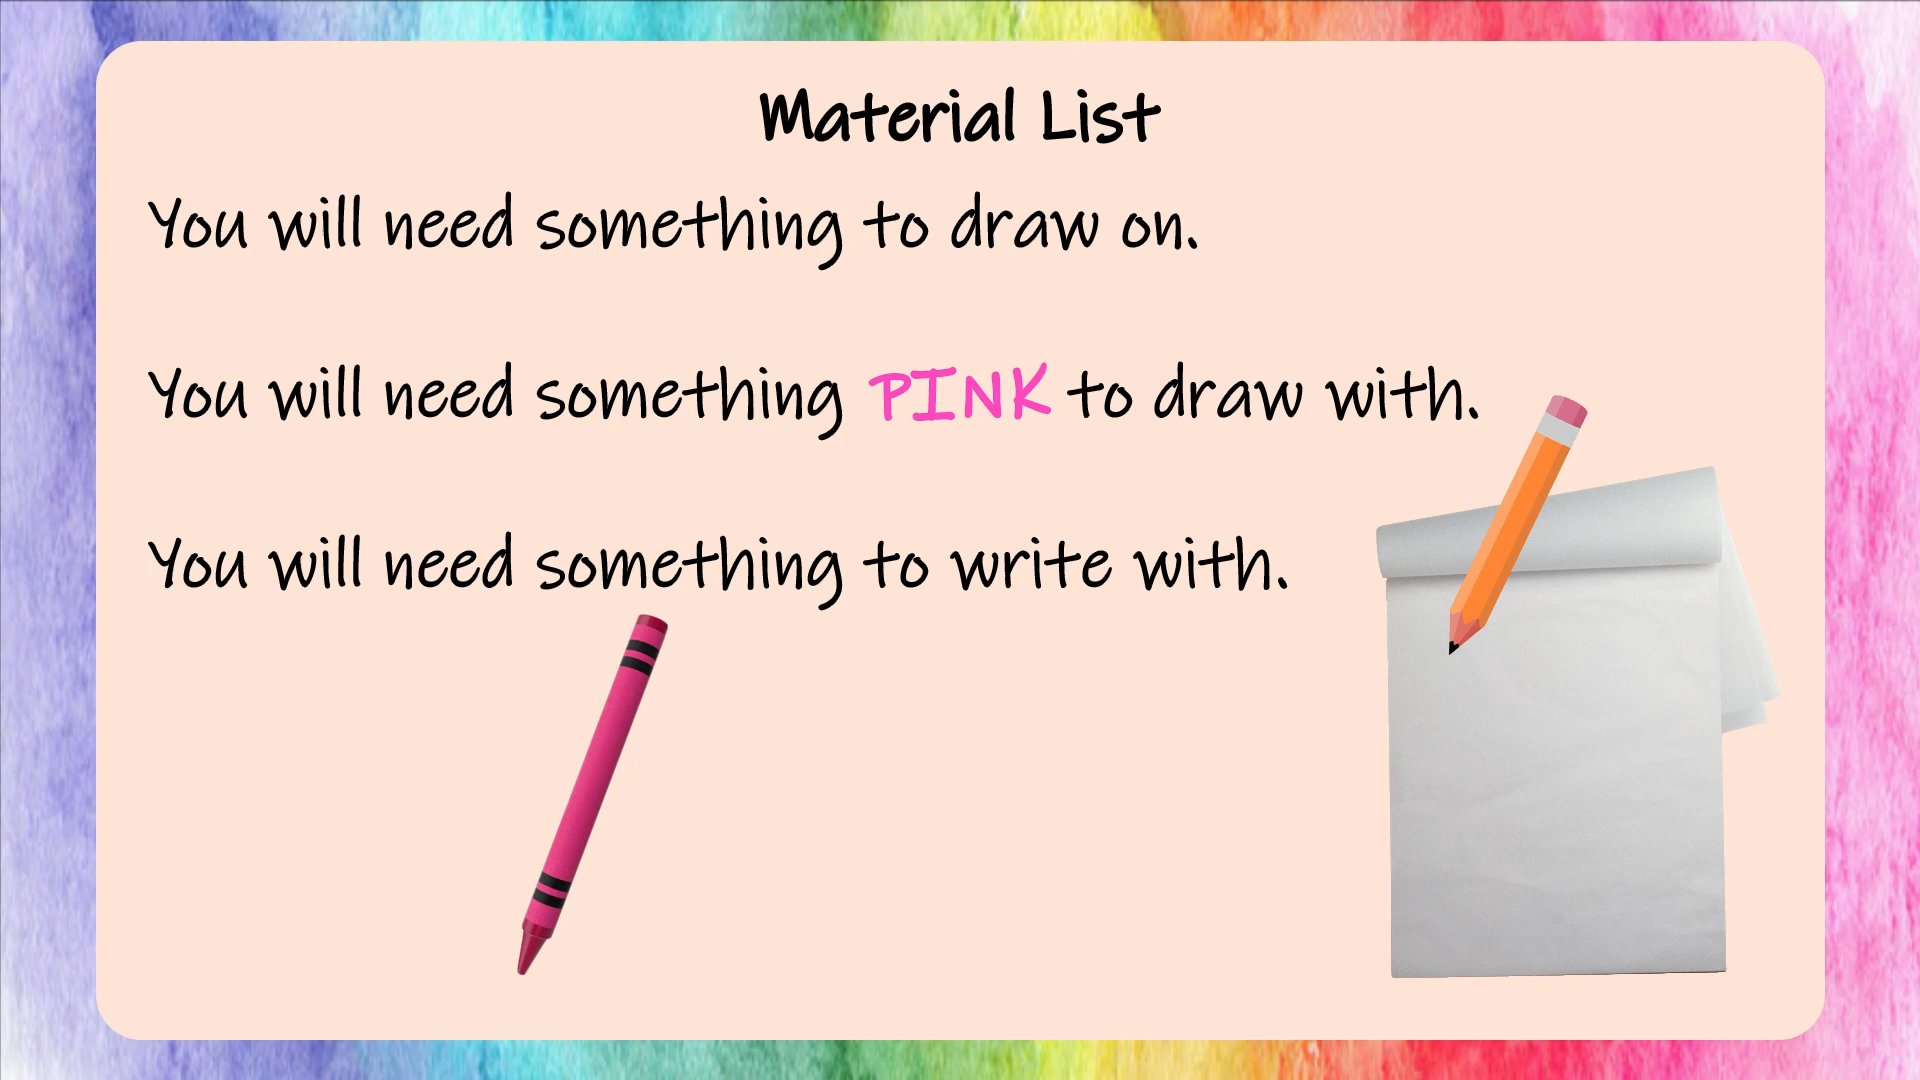 Material List
You will need something to draw on.
You will need something PINK to draw with.
You will need something to write with.